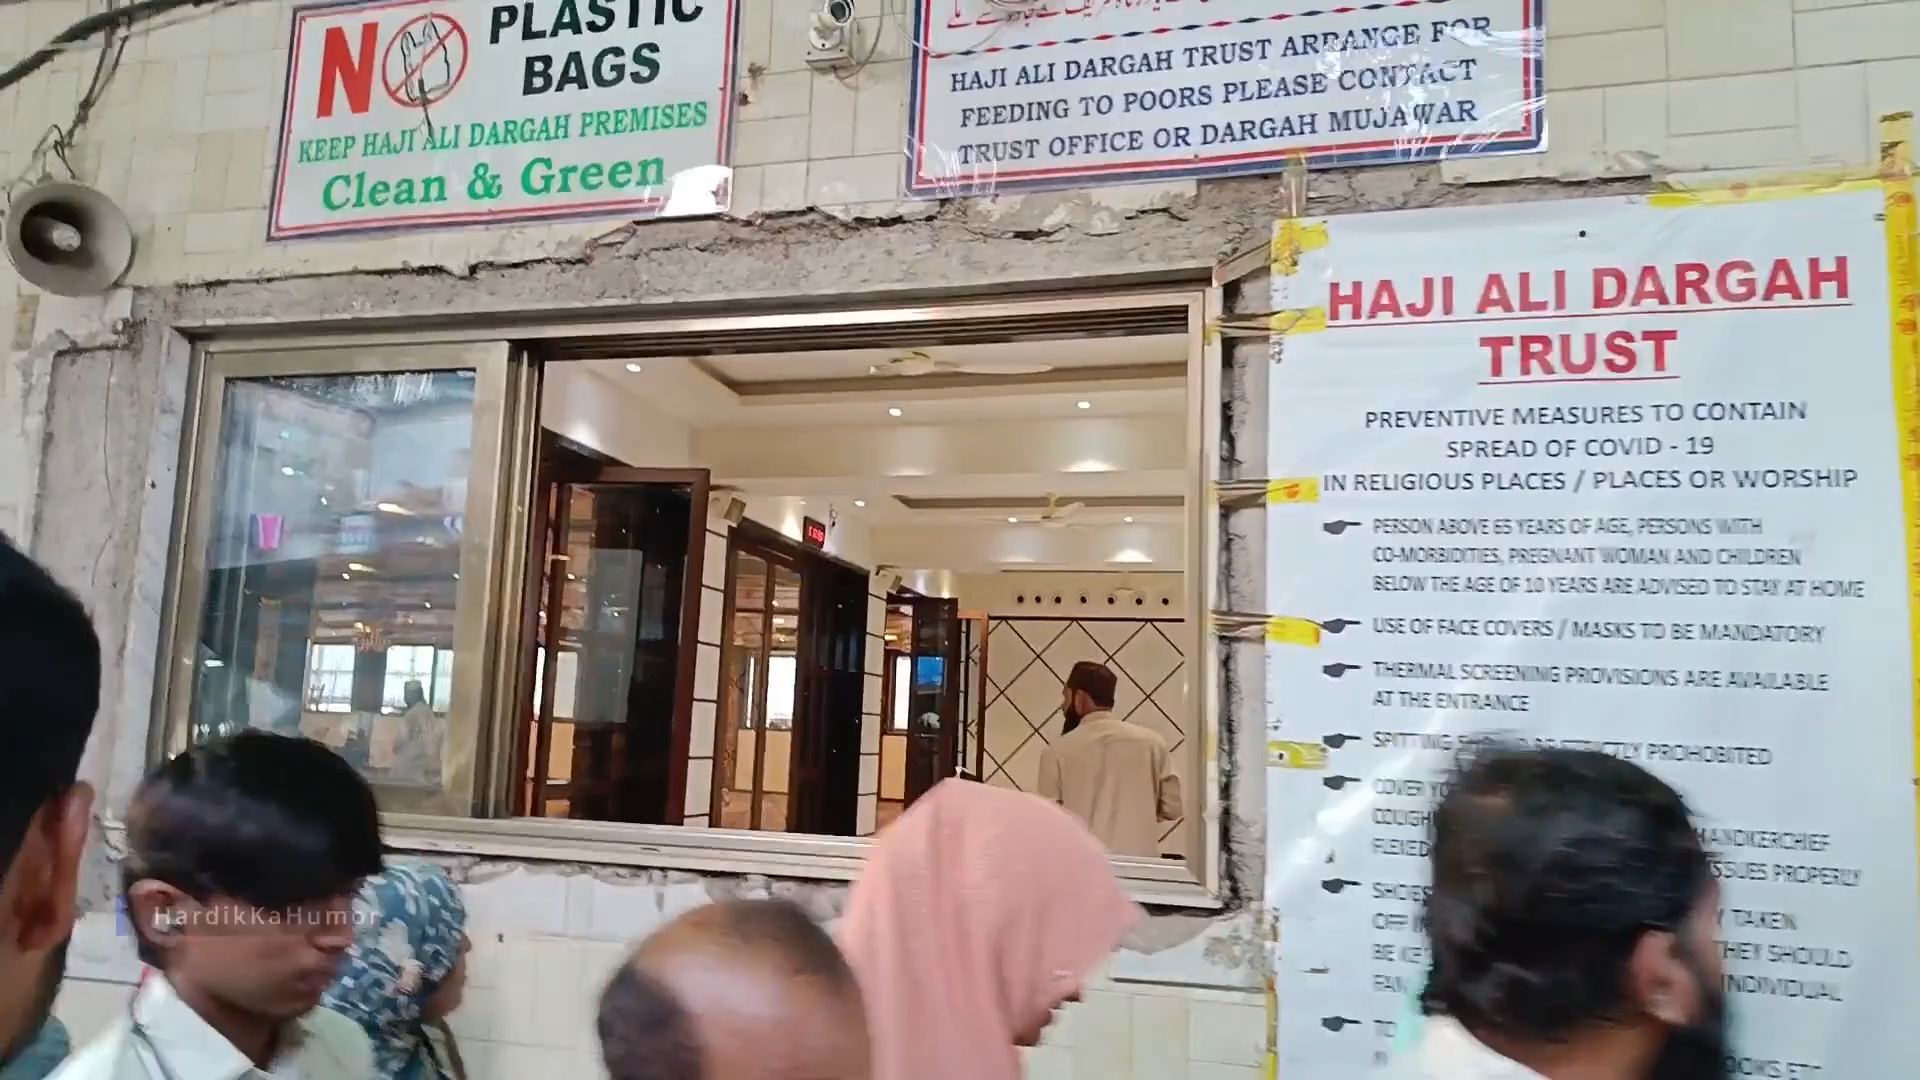 NO PLASTIC
BAGS
KEEP HAJI ALI DARGAH PREMISES
Clean & Green
HAJI ALI DARGAH TRUST ARRANGE FOR
FEEDING TO POORS PLEASE CONTACT
TRUST OFFICE OR DARGAH MUJAWAR
HAJI ALI DARGAH
TRUST
PREVENTIVE MEASURES TO CONTAIN
SPREAD OF COVID - 19
IN RELIGIOUS PLACES / PLACES OR WORSHIP
PERSON ABOVE 65 YEARS OF AGE, PERSONS WITH
CO-MORBIDITIES, PREGNANT WOMAN AND CHILDREN
BELOW THE AGE OF 10 YEARS ARE ADVISED TO STAY AT HOME
USE OF FACE COVERS / MASKS TO BE MANDATORY
THERMAL SCREENING PROVISIONS ARE AVAILABLE
AT THE ENTRANCE
SPITTING STRICTLY PROHOBITED
COVER
HANDKERCHIEF
PROPERLY
TAKEN
THEY SHOULD
INDIVIDUAL
HardikKaHumor